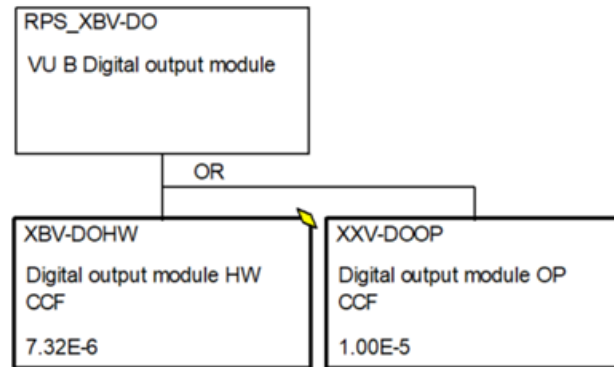 RPS_XBV-DO
VU B Digital output module
OR
XBV-DOHW
Digital output module HW
CCF
7.32E-6
XXV-DOOP
Digital output module OP
CCF
1.00E-5